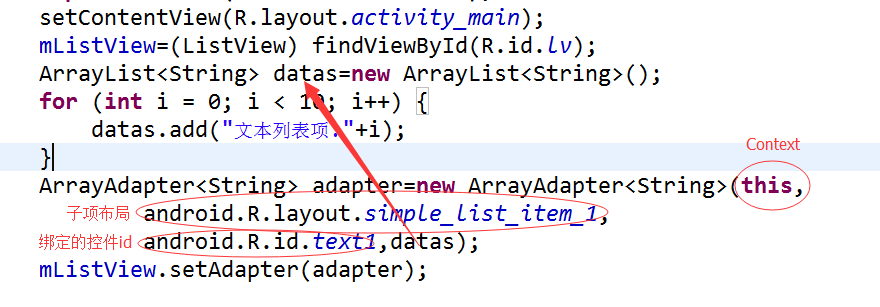 setContentView(R.layout.activity_main);
mListView=(ListView) findViewById(R.id.lv);
ArrayList<String> datas=new ArrayList<String>();
for (int i = 0; i < 10; i++) {
datas.add("文本列表项:"+i);
}
Context
ArrayAdapter<String> adapter=new ArrayAdapter<String>(this,
子项布局 android.R.layout.simple_list_item_1,
绑定的控件id android.R.id.text1,datas);
mListView.setAdapter(adapter);